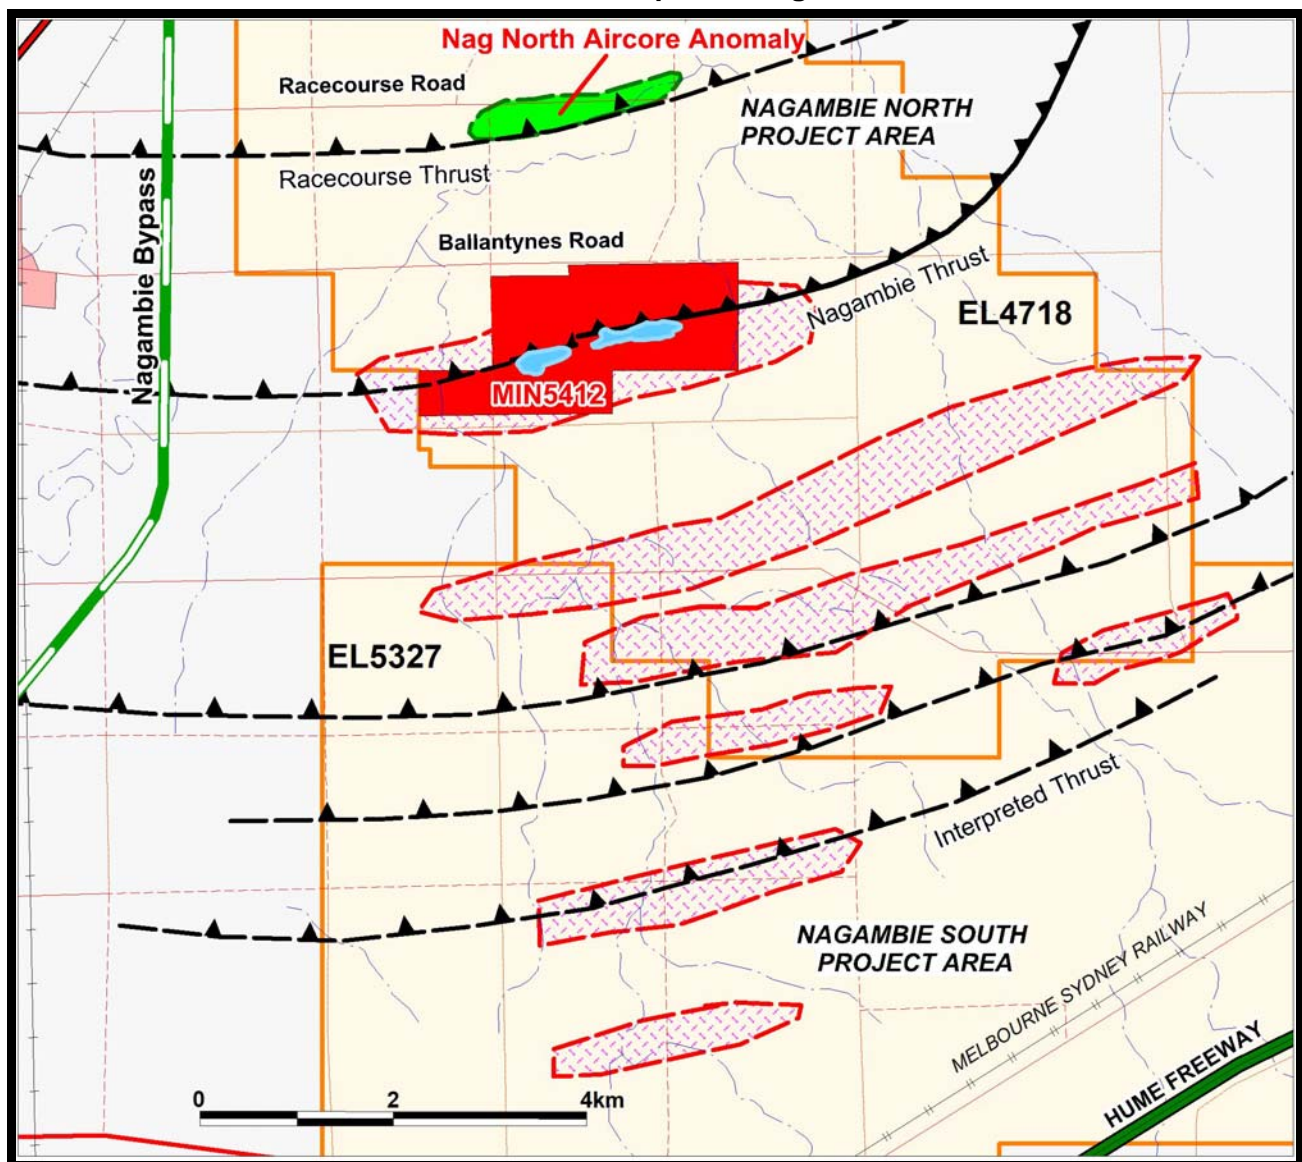 Nag North Aircore Anomaly
Racecourse Road
NAGAMBIE NORTH
PROJECT AREA
Racecourse Thrust
Nagambie Bypass
Ballantynes Road
Nagambie Thrust
EL4718
MIN5412
EL5327
Interpreted Thrust
NAGAMBIE SOUTH
PROJECT AREA
MELBOURNE SYDNEY RAILWAY
HUME FREEWAY
0 2 4km